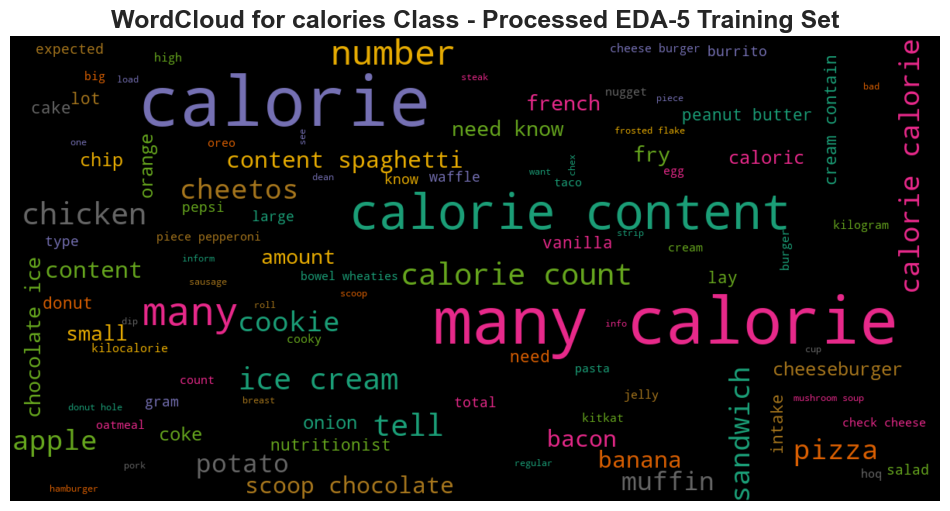 WordCloud for calories Class - Processed EDA-5 Training Set
expected
high
number
cheese burger
burrito
calorie calorie
big
load
steak
bad
cake
lot
calorie
nugget
piece
french
peanut butter
cream contain
one
oreo
see
need know
frosted flake
chip
orange
content spaghetti
fry
caloric
cheetos
dean
know
waffle
want
chex
taco
egg
chicken
pepsi
large
calorie content
kilogram
type
piece pepperoni
amount
vanilla
strip
cream
burger
chocolate ice
content
inform
sausage
bowel wheaties
calorie count
lay
donut
many
roll
scoop
small
dip
cookie
cooky
many calorie
info
kilocalorie
need
cup
count
ice cream
pasta
sandwich
cheeseburger
donut hole
gram
breast
total
jelly
intake
mushroom soup
oatmeal
onion
tell
kitkat
check cheese
apple
coke
nutritionist
bacon
pizza
pork
potato
regular
banana
hoq
salad
hamburger
scoop chocolate
muffin